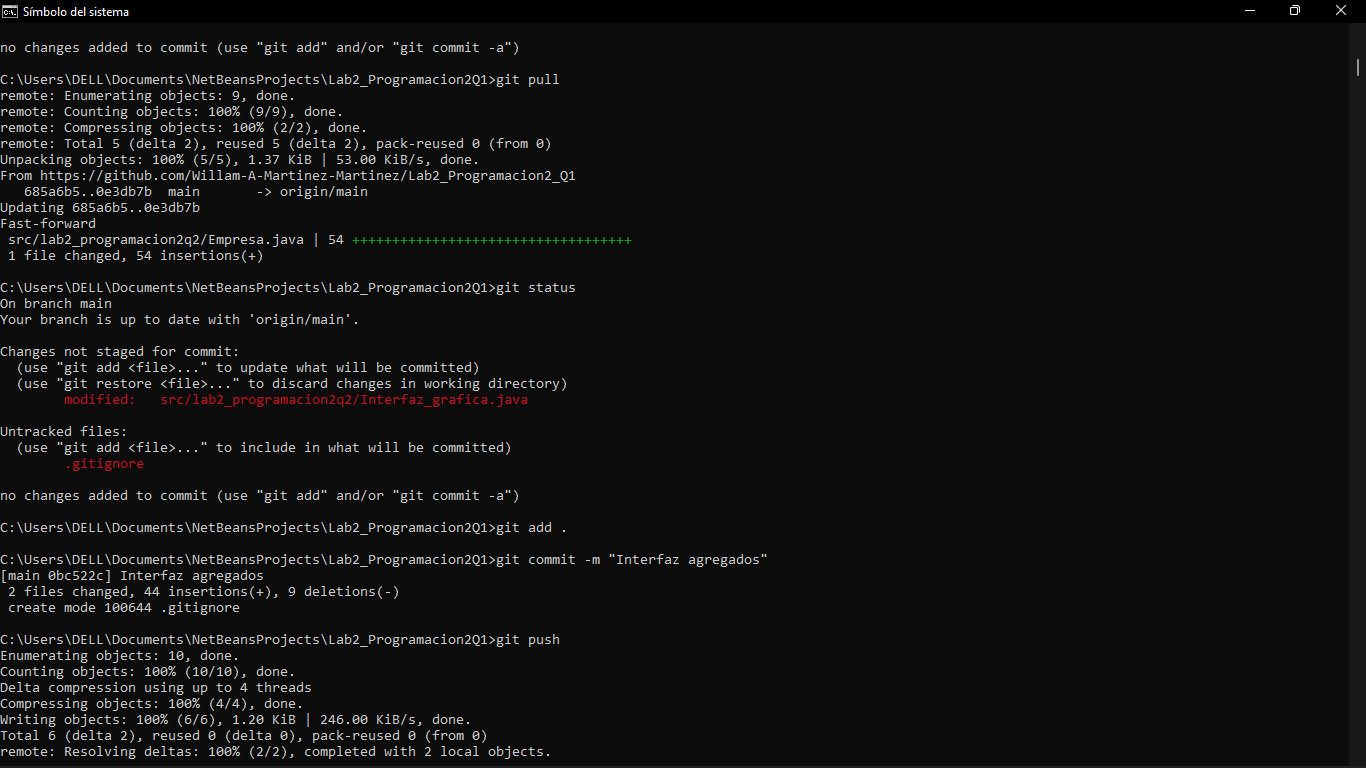 Símbolo del sistema
no changes added to commit (use "git add" and/or "git commit -a")
C:\Users\DELL\Documents\NetBeansProjects\Lab2_Programacion2Q1>git pull
remote: Enumerating objects: 9, done.
remote: Counting objects: 100% (9/9), done.
remote: Compressing objects: 100% (2/2), done.
remote: Total 5 (delta 2), reused 5 (delta 2), pack-reused 0 (from 0)
Unpacking objects: 100% (5/5), 1.37 KiB | 53.00 KiB/s, done.
From https://github.com/Willam-A-Martinez-Martinez/Lab2_Programacion2_Q1
   685a6b5..0e3db7b  main       -> origin/main
Updating 685a6b5..0e3db7b
Fast-forward
 src/lab2_programacion2q2/Empresa.java | 54 +++++++++++++++++++++++++++++++++++
 1 file changed, 54 insertions(+)
C:\Users\DELL\Documents\NetBeansProjects\Lab2_Programacion2Q1>git status
On branch main
Your branch is up to date with 'origin/main'.
Changes not staged for commit:
  (use "git add <file>..." to update what will be committed)
  (use "git restore <file>..." to discard changes in working directory)
        modified:   src/lab2_programacion2q2/Interfaz_grafica.java
Untracked files:
  (use "git add <file>..." to include in what will be committed)
        .gitignore
no changes added to commit (use "git add" and/or "git commit -a")
C:\Users\DELL\Documents\NetBeansProjects\Lab2_Programacion2Q1>git add .
C:\Users\DELL\Documents\NetBeansProjects\Lab2_Programacion2Q1>git commit -m "Interfaz agregados"
[main 0bc522c] Interfaz agregados
 2 files changed, 44 insertions(+), 9 deletions(-)
 create mode 100644 .gitignore
C:\Users\DELL\Documents\NetBeansProjects\Lab2_Programacion2Q1>git push
Enumerating objects: 10, done.
Counting objects: 100% (10/10), done.
Delta compression using up to 4 threads
Compressing objects: 100% (4/4), done.
Writing objects: 100% (6/6), 1.20 KiB | 246.00 KiB/s, done.
Total 6 (delta 2), reused 0 (delta 0), pack-reused 0 (from 0)
remote: Resolving deltas: 100% (2/2), completed with 2 local objects.